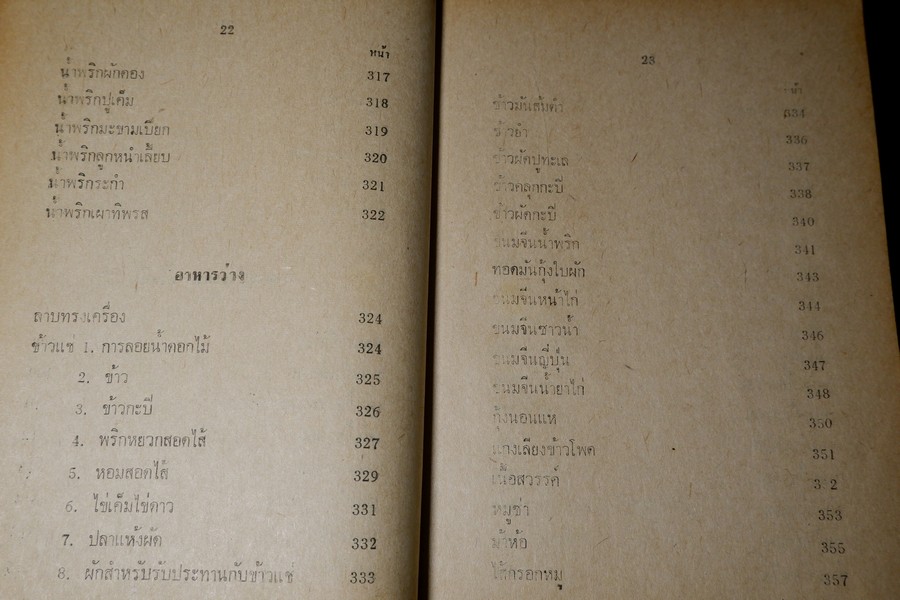 22
หน้า
น้ำพริกผักดอง 317
น้ำพริกปูเค็ม 318
น้ำพริกมะขามเปียก 319
น้ำพริกลูกหนำเลี้ยบ 320
น้ำพริกระกำ 321
น้ำพริกเผาทิพรส 322
อาหารว่าง
ลาบทรงเครื่อง 324
ข้าวแช่ 1. การลอยน้ำดอกไม้ 324
2. ข้าว 325
3. ข้าวกะปิ 326
4. พริกหยวกสอดไส้ 327
5. หอมสอดไส้ 329
6. ไข่เค็มไข่ดาว 331
7. ปลาแห้งผัด 332
8. ผักสำหรับรับประทานกับข้าวแช่ 333
23
หน้า
ข้าวมันส้มตำ 334
ข้าวยำ 336
ข้าวผัดปูทะเล 337
ข้าวคลุกกะปิ 338
ข้าวผัดกะปิ 340
ขนมจีนน้ำพริก 341
ทอดมันกุ้งใบผัก 343
ขนมจีนหน้าไก่ 344
ขนมจีนซาวน้ำ 346
ขนมจีนญี่ปุ่น 347
ขนมจีนน้ำยาไก่ 348
กุ้งนอนแห 350
แกงเลียงข้าวโพด 351
เนื้อสวรรค์ 352
หมูซ่า 353
ม้าห้อ 355
ไส้กรอกหมู 357